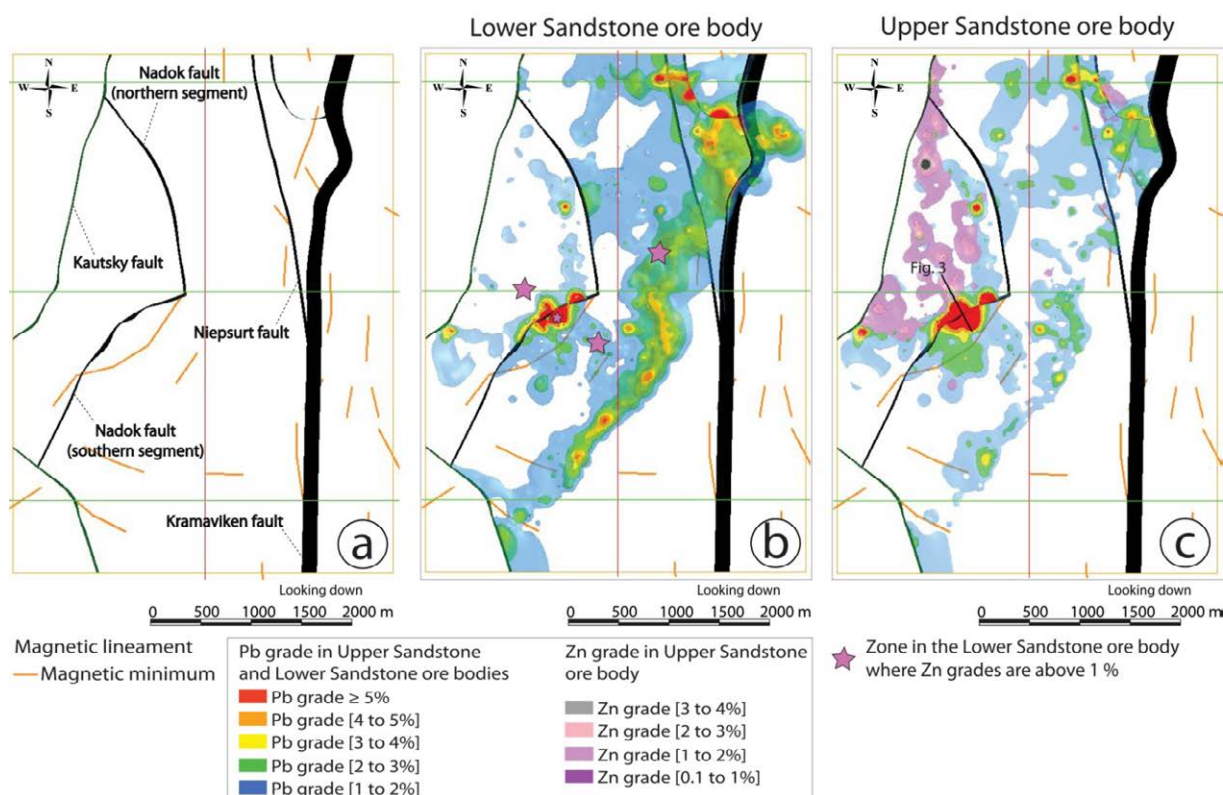 Lower Sandstone ore body
Upper Sandstone ore body
N
W E
S
Nadok fault
(northern segment)
Kautsky fault
Niepsurt fault
Nadok fault
(southern segment)
Kramaviken fault
a
N
W E
S
b
N
W E
S
Fig. 3
c
Looking down
0 500 1000 1500 2000 m
Looking down
0 500 1000 1500 2000 m
Looking down
0 500 1000 1500 2000 m
Magnetic lineament
Magnetic minimum
Pb grade in Upper Sandstone
and Lower Sandstone ore bodies
Pb grade ≥ 5%
Pb grade [4 to 5%]
Pb grade [3 to 4%]
Pb grade [2 to 3%]
Pb grade [1 to 2%]
Zn grade in Upper Sandstone
ore body
Zn grade [3 to 4%]
Zn grade [2 to 3%]
Zn grade [1 to 2%]
Zn grade [0.1 to 1%]
Zone in the Lower Sandstone ore body
where Zn grades are above 1 %